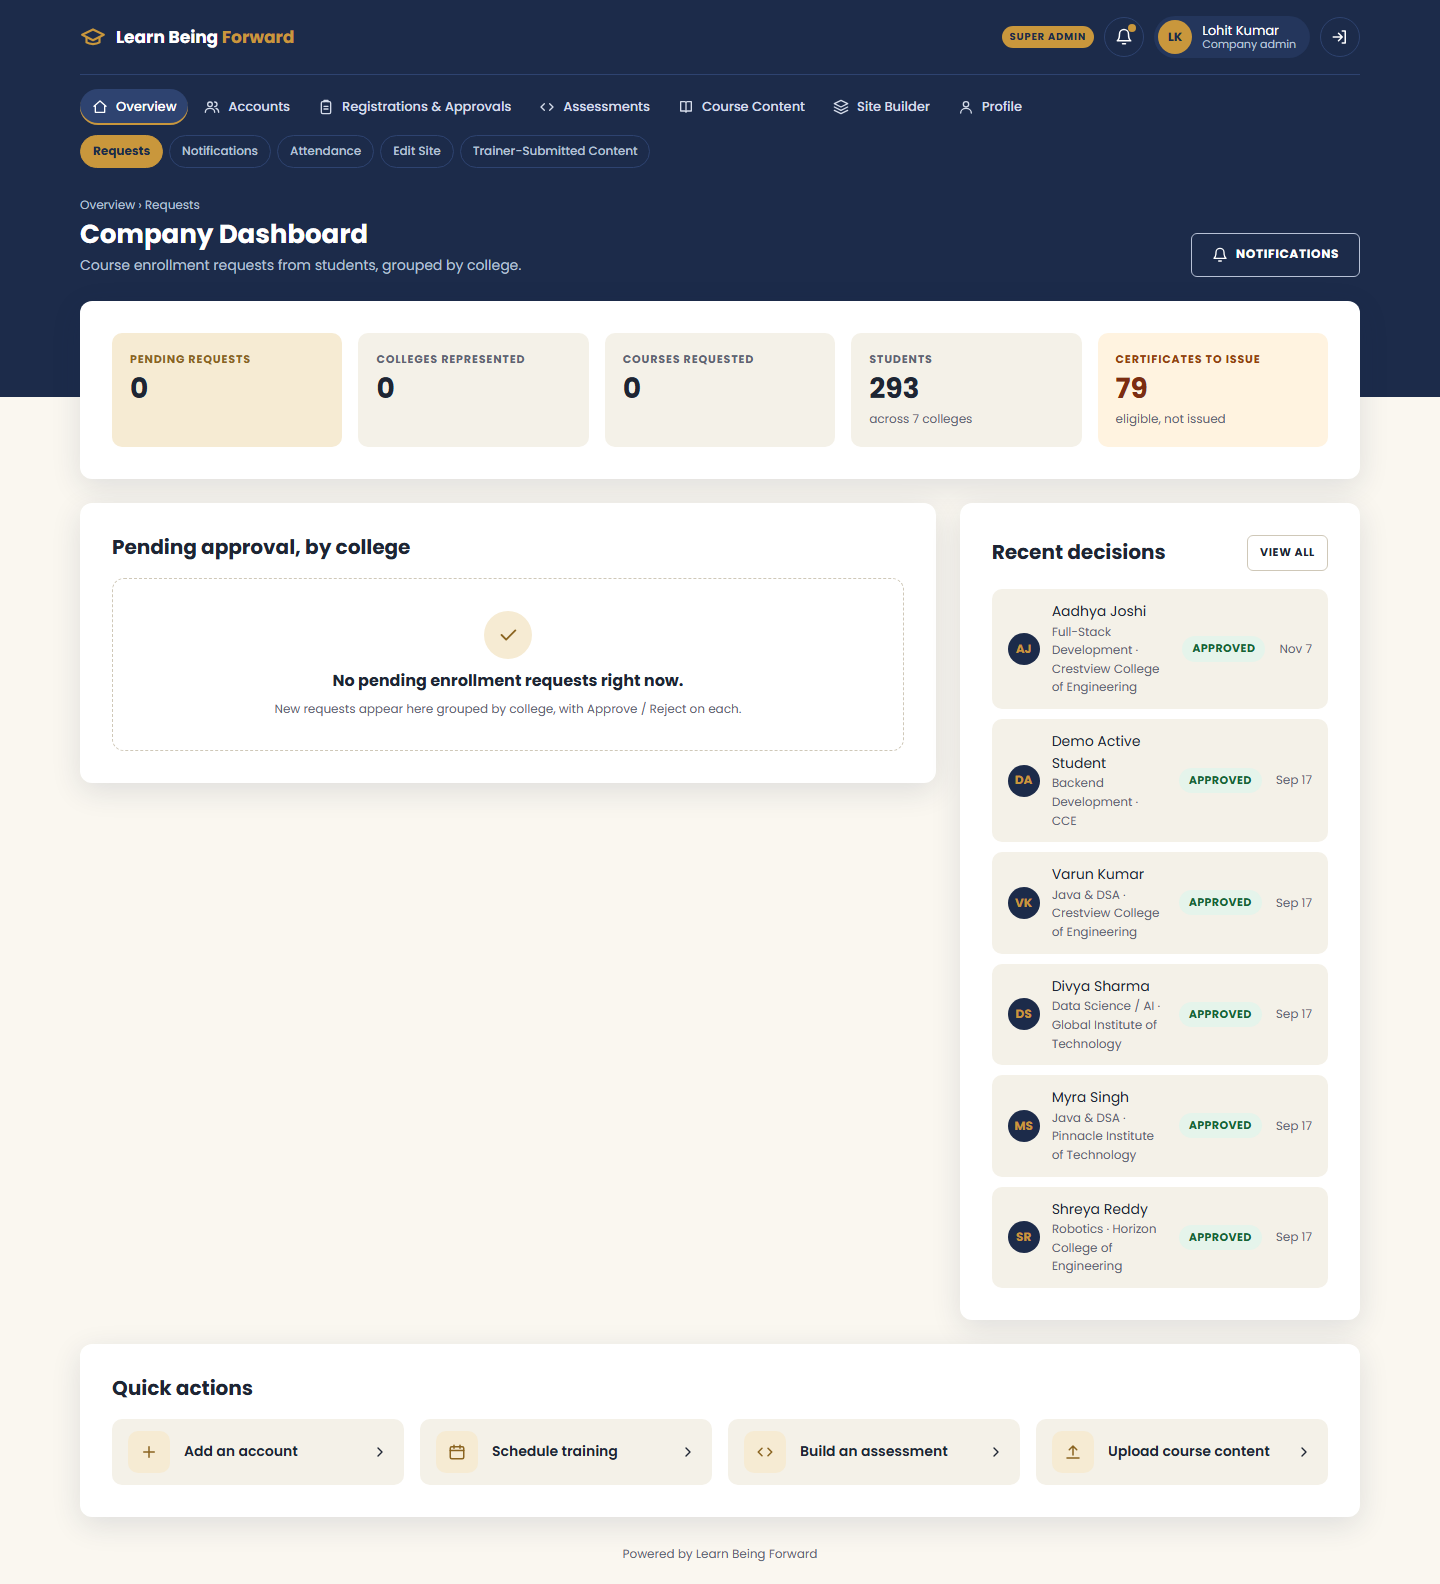 Learn Being Forward
SUPER ADMIN
LK
Lohit Kumar
Company admin
Overview
Accounts
Registrations & Approvals
Assessments
Course Content
Site Builder
Profile
Requests
Notifications
Attendance
Edit Site
Trainer-Submitted Content
Overview › Requests
Company Dashboard
Course enrollment requests from students, grouped by college.
NOTIFICATIONS
PENDING REQUESTS
0
COLLEGES REPRESENTED
0
COURSES REQUESTED
0
STUDENTS
293
across 7 colleges
CERTIFICATES TO ISSUE
79
eligible, not issued
Pending approval, by college
No pending enrollment requests right now.
New requests appear here grouped by college, with Approve / Reject on each.
Recent decisions
VIEW ALL
AJ
Aadhya Joshi
Full-Stack
Development ·
Crestview College
of Engineering
APPROVED
Nov 7
DA
Demo Active
Student
Backend
Development ·
CCE
APPROVED
Sep 17
VK
Varun Kumar
Java & DSA ·
Crestview College
of Engineering
APPROVED
Sep 17
DS
Divya Sharma
Data Science / AI ·
Global Institute of
Technology
APPROVED
Sep 17
MS
Myra Singh
Java & DSA ·
Pinnacle Institute
of Technology
APPROVED
Sep 17
SR
Shreya Reddy
Robotics · Horizon
College of
Engineering
APPROVED
Sep 17
Quick actions
Add an account
Schedule training
Build an assessment
Upload course content
Powered by Learn Being Forward